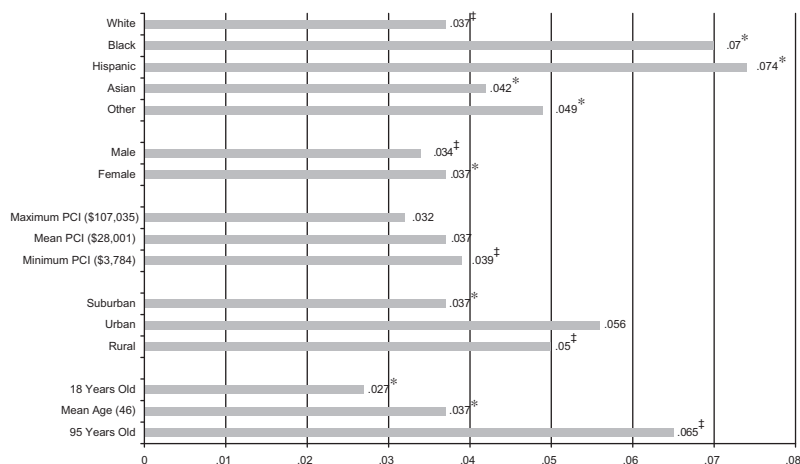 White .037‡
Black .07*
Hispanic .074*
Asian .042*
Other .049*
Male .034‡
Female .037*
Maximum PCI ($107,035) .032
Mean PCI ($28,001) .037
Minimum PCI ($3,784) .039‡
Suburban .037*
Urban .056
Rural .05‡
18 Years Old .027*
Mean Age (46) .037*
95 Years Old .065‡
0 .01 .02 .03 .04 .05 .06 .07 .08